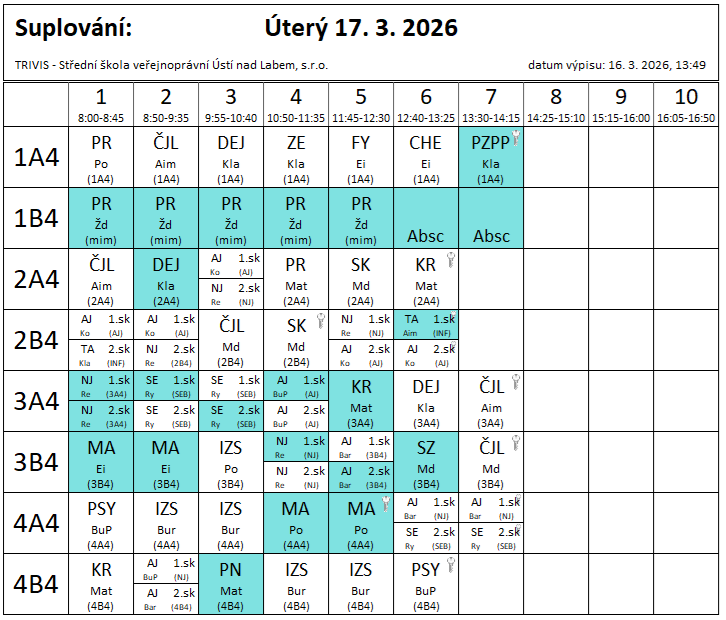 Suplování: Úterý 17. 3. 2026
TRIVIS - Střední škola veřejnoprávní Ústí nad Labem, s.r.o. datum výpisu: 16. 3. 2026, 13:49
1 2 3 4 5 6 7 8 9 10
8:00-8:45 8:50-9:35 9:55-10:40 10:50-11:35 11:45-12:30 12:40-13:25 13:30-14:15 14:25-15:10 15:15-16:00 16:05-16:50
1A4 PR ČJL DEJ ZE FY CHE PZPP
Po Aim Kla Kla Ei Ei Kla
(1A4) (1A4) (1A4) (1A4) (1A4) (1A4) (1A4)
1B4 PR PR PR PR PR
Žd Žd Žd Žd Žd Absc Absc
(mim) (mim) (mim) (mim) (mim)
2A4 ČJL DEJ AJ 1.sk PR SK KR
Ko (AJ)
Aim Kla NJ 2.sk Mat Md Mat
(2A4) (2A4) Re (NJ) (2A4) (2A4) (2A4)
2B4 AJ 1.sk AJ 1.sk ČJL SK NJ 1.sk TA 1.sk
Ko (AJ) Ko (AJ) Re (NJ) Aim (INF)
TA 2.sk NJ 2.sk Md Md AJ 2.sk AJ 2.sk
Kla (INF) Re (2B4) (2B4) (2B4) Ko (AJ) Ko (AJ)
3A4 NJ 1.sk SE 1.sk SE 1.sk AJ 1.sk KR DEJ ČJL
Re (3A4) Ry (SEB) Ry (SEB) BuP (AJ)
NJ 2.sk SE 2.sk SE 2.sk AJ 2.sk Mat Kla Aim
Re (3A4) Ry (SEB) Ry (SEB) BuP (AJ) (3A4) (3A4) (3A4)
3B4 MA MA IZS NJ 1.sk AJ 1.sk SZ ČJL
Re (NJ) Bar (3B4)
Ei Ei Po NJ 2.sk AJ 2.sk Md Md
(3B4) (3B4) (3B4) Re (NJ) Bar (3B4) (3B4) (3B4)
4A4 PSY IZS IZS MA MA AJ 1.sk AJ 1.sk
Bar (NJ) Bar (NJ)
BuP Bur Bur Po Po SE 2.sk SE 2.sk
(4A4) (4A4) (4A4) (4A4) (4A4) Ry (SEB) Ry (SEB)
4B4 KR AJ 1.sk PN IZS IZS PSY
BuP (NJ)
Mat AJ 2.sk Mat Bur Bur BuP
(4B4) Bar (4B4) (4B4) (4B4) (4B4) (4B4)